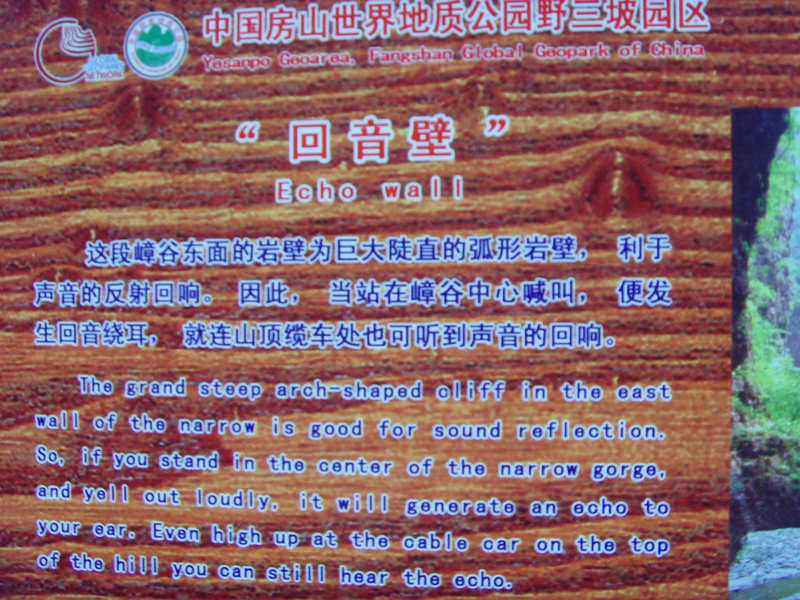 中国房山世界地质公园野三坡园区
Yesanpo Geoarea, Fangshan Global Geopark of China
NETWORK
“回音壁”
Echo wall
这段嶂谷东面的岩壁为巨大陡直的弧形岩壁， 利于
声音的反射回响。 因此， 当站在嶂谷中心喊叫， 便发
生回音绕耳， 就连山顶缆车处也可听到声音的回响。
The grand steep arch-shaped cliff in the east
wall of the narrow is good for sound reflection.
So, if you stand in the center of the narrow gorge,
and yell out loudly, it will generate an echo to
your ear. Even high up at the cable car on the top
of the hill you can still hear the echo.